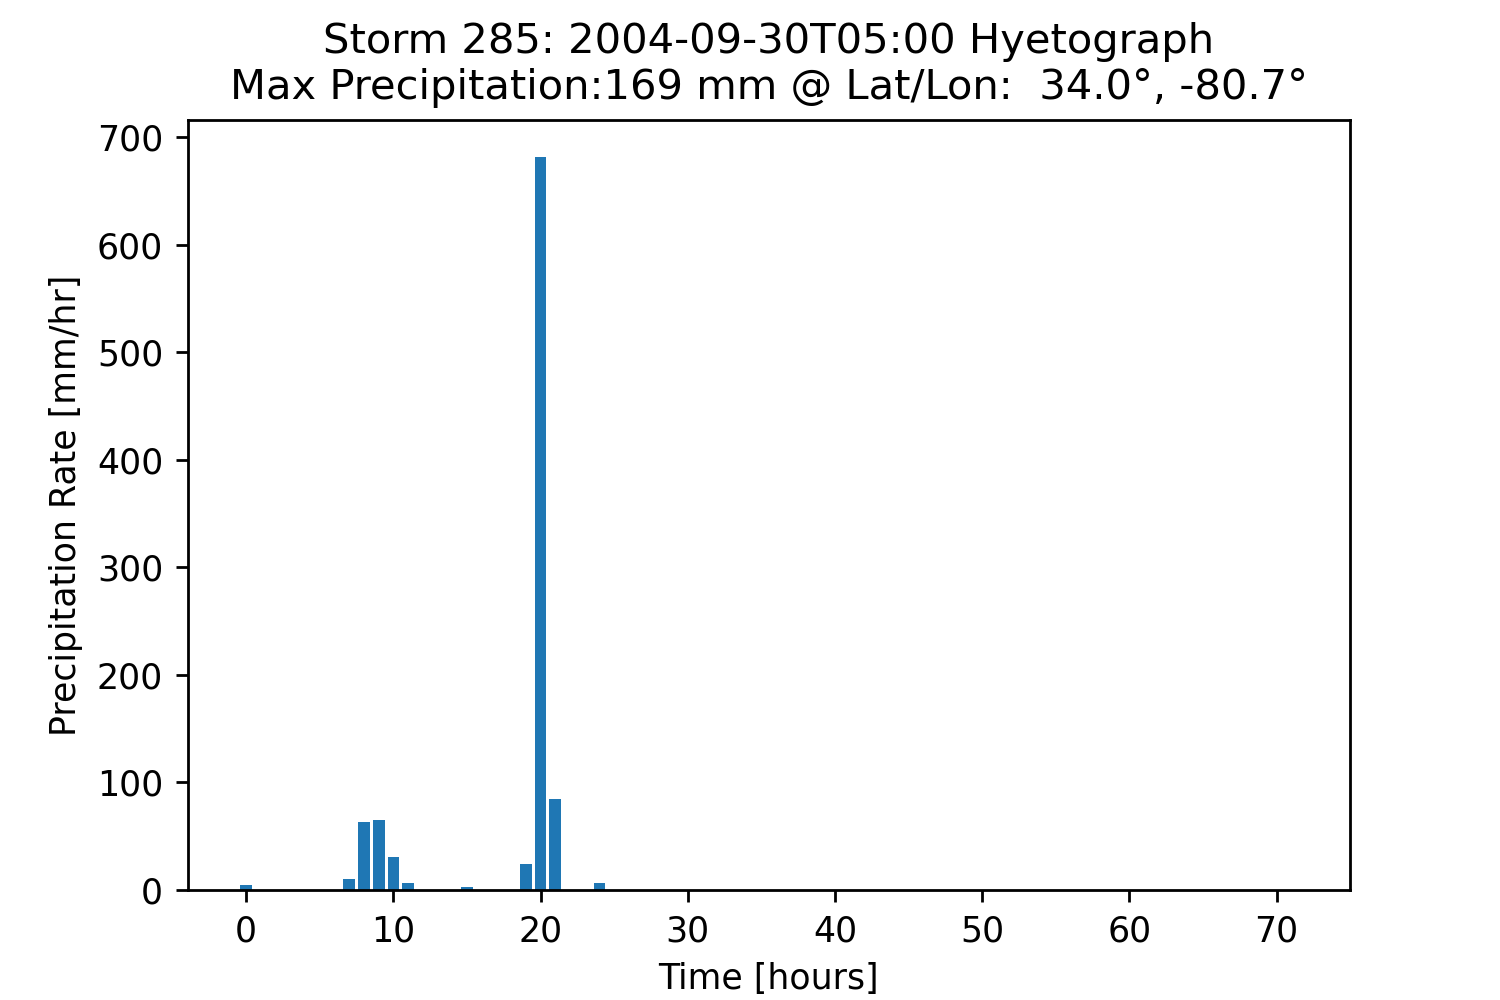 Storm 285: 2004-09-30T05:00 Hyetograph
Max Precipitation:169 mm @ Lat/Lon:  34.0°, -80.7°
700
600
500
400
300
200
100
0
Precipitation Rate [mm/hr]
0 10 20 30 40 50 60 70
Time [hours]